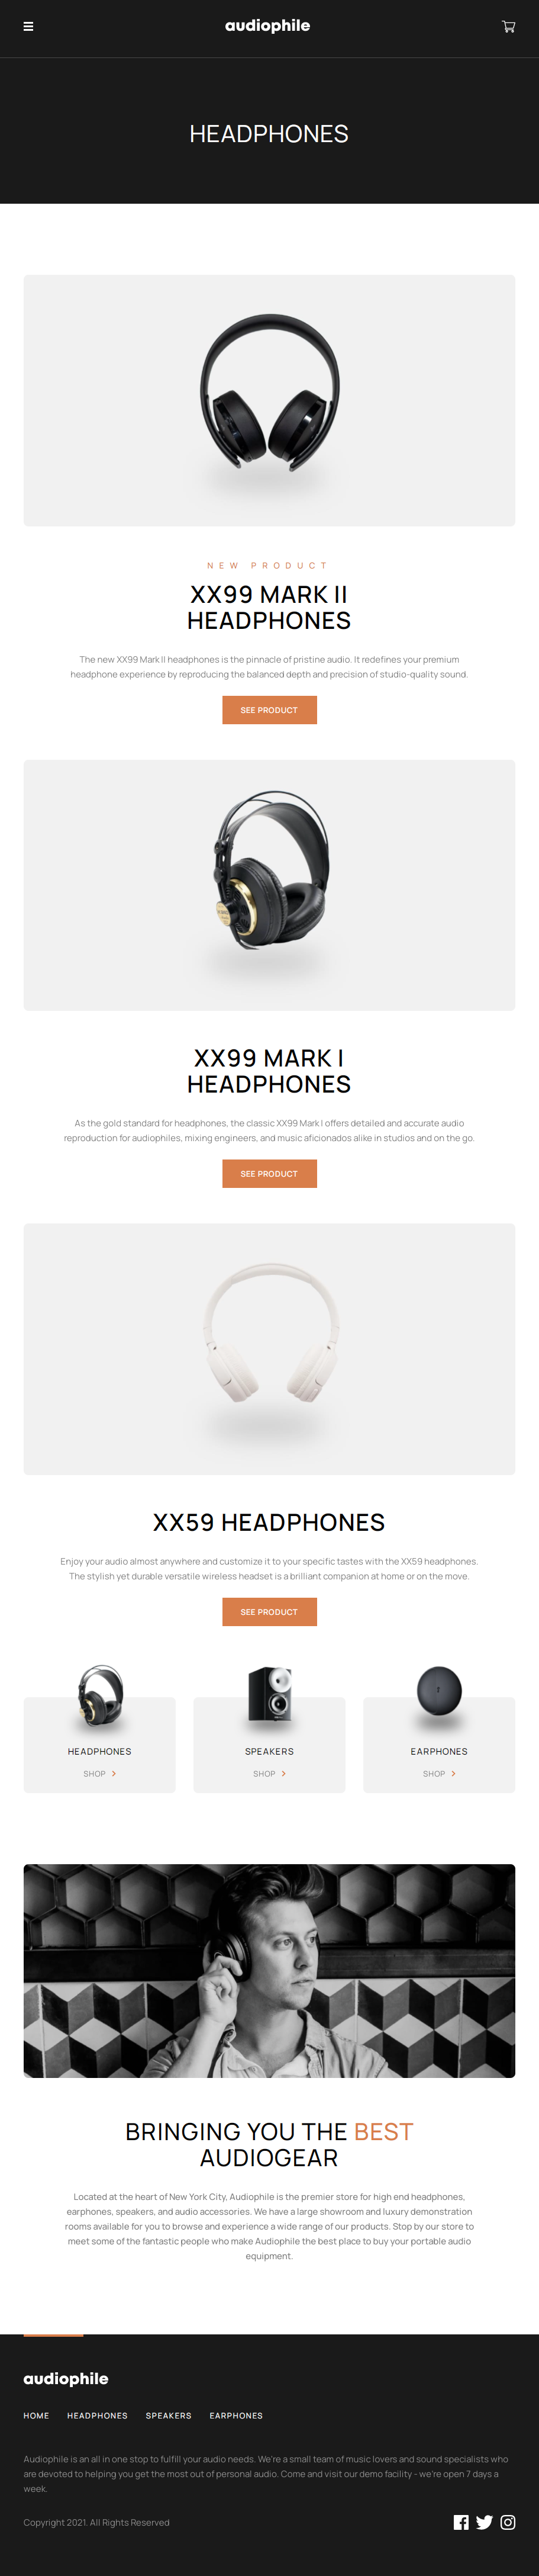 audiophile
HEADPHONES
NEW PRODUCT
XX99 MARK II
HEADPHONES
The new XX99 Mark II headphones is the pinnacle of pristine audio. It redefines your premium
headphone experience by reproducing the balanced depth and precision of studio-quality sound.
SEE PRODUCT
XX99 MARK I
HEADPHONES
As the gold standard for headphones, the classic XX99 Mark I offers detailed and accurate audio
reproduction for audiophiles, mixing engineers, and music aficionados alike in studios and on the go.
SEE PRODUCT
XX59 HEADPHONES
Enjoy your audio almost anywhere and customize it to your specific tastes with the XX59 headphones.
The stylish yet durable versatile wireless headset is a brilliant companion at home or on the move.
SEE PRODUCT
HEADPHONES
SHOP
SPEAKERS
SHOP
EARPHONES
SHOP
BRINGING YOU THE BEST
AUDIOGEAR
Located at the heart of New York City, Audiophile is the premier store for high end headphones,
earphones, speakers, and audio accessories. We have a large showroom and luxury demonstration
rooms available for you to browse and experience a wide range of our products. Stop by our store to
meet some of the fantastic people who make Audiophile the best place to buy your portable audio
equipment.
audiophile
HOME HEADPHONES SPEAKERS EARPHONES
Audiophile is an all in one stop to fulfill your audio needs. We're a small team of music lovers and sound specialists who
are devoted to helping you get the most out of personal audio. Come and visit our demo facility - we're open 7 days a
week.
Copyright 2021. All Rights Reserved